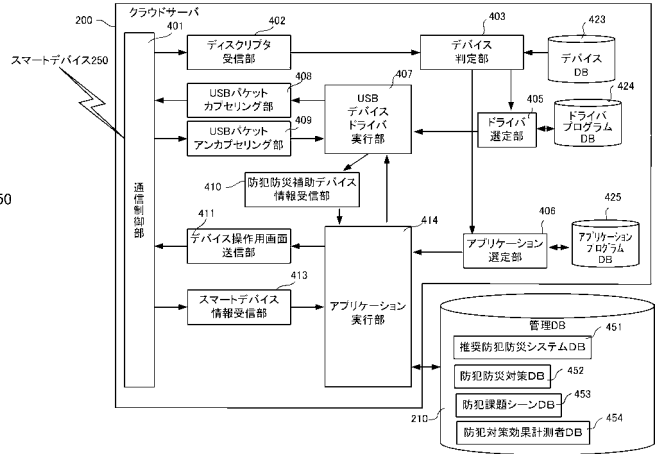 200
クラウドサーバ
401
402
ディスクリプタ
受信部
403
デバイス
判定部
423
デバイス
DB
スマートデバイス250
408
USBパケット
カプセリング部
407
USB
デバイス
ドライバ
実行部
405
ドライバ
選定部
424
ドライバ
プログラム
DB
409
USBパケット
アンカプセリング部
410
防犯防災補助デバイス
情報受信部
50
通信制御部
411
デバイス操作用画面
送信部
414
アプリケーション
実行部
406
アプリケーション
選定部
425
アプリケーション
プログラム
DB
413
スマートデバイス
情報受信部
管理DB
451
推奨防犯防災システムDB
452
防犯防災対策DB
453
防犯課題シーンDB
210
454
防犯対策効果計測者DB